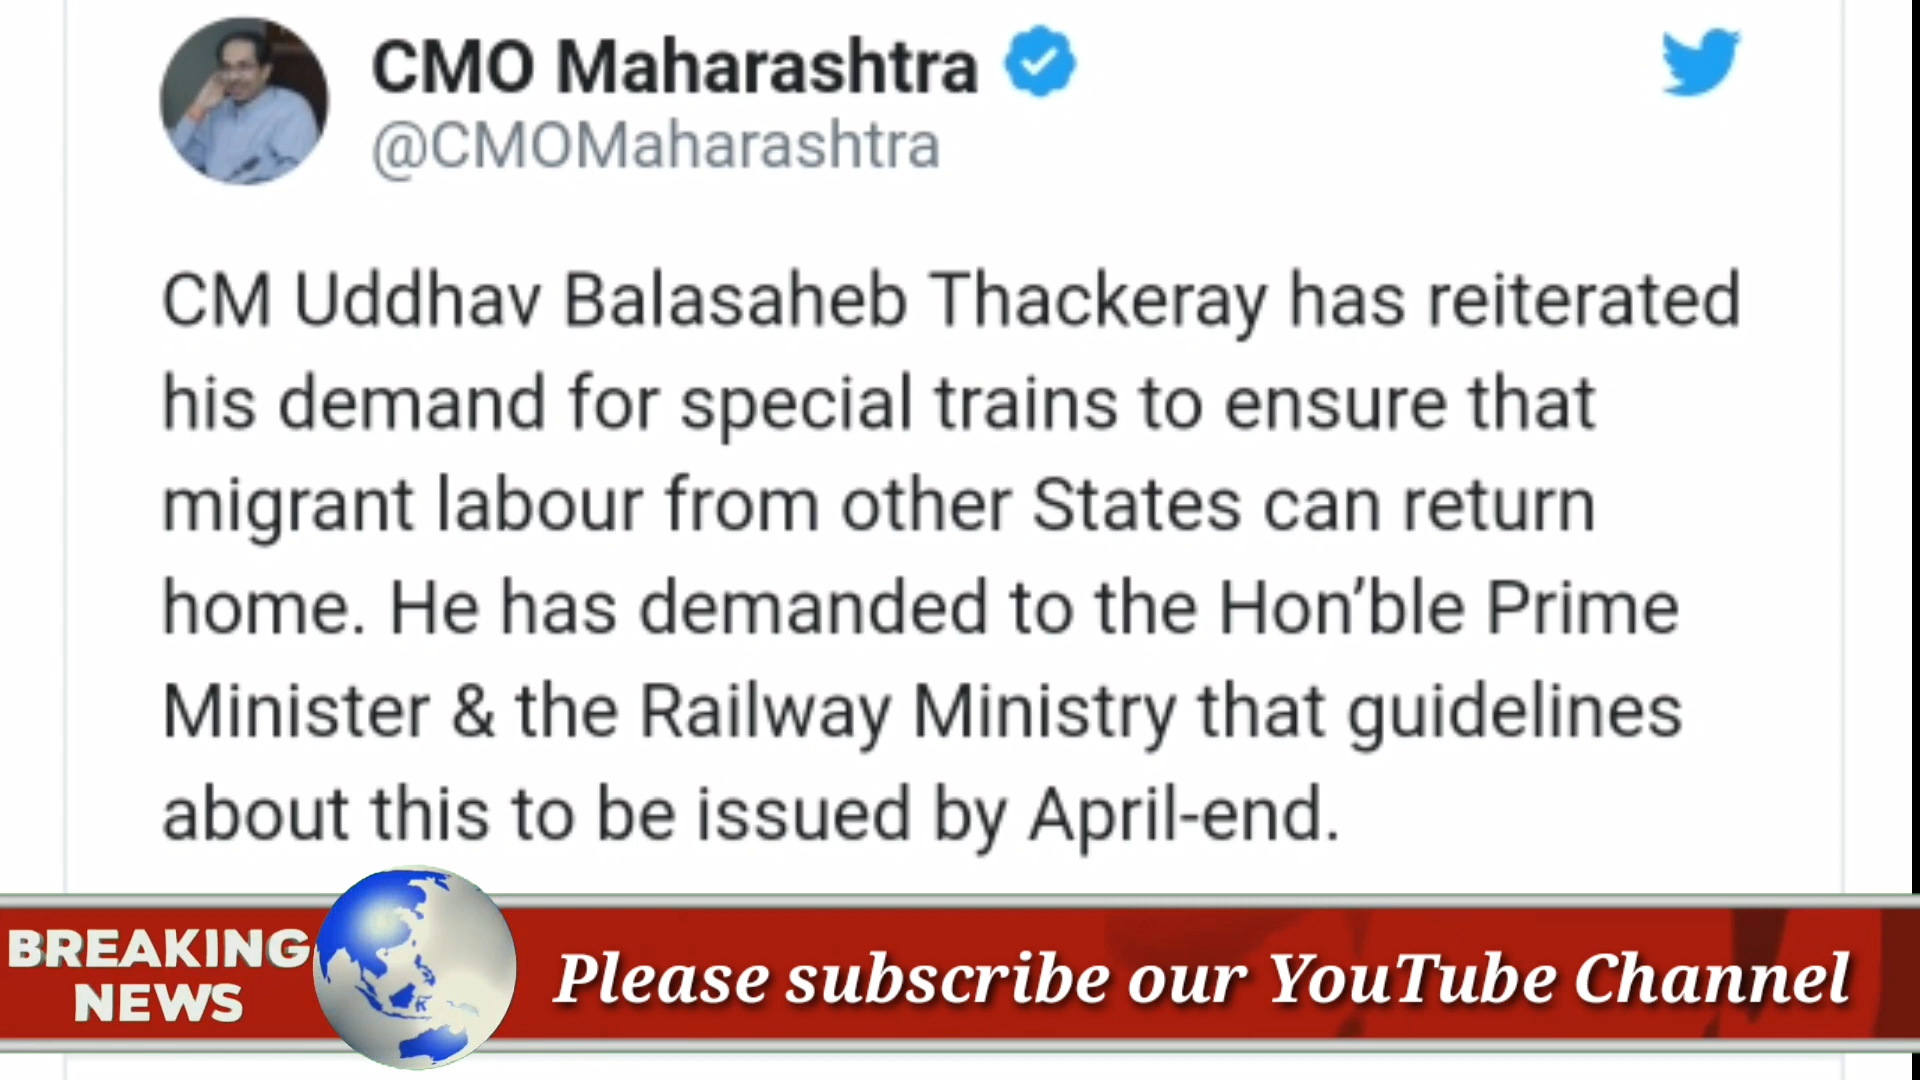 CMO Maharashtra
@CMOMaharashtra
CM Uddhav Balasaheb Thackeray has reiterated
his demand for special trains to ensure that
migrant labour from other States can return
home. He has demanded to the Hon’ble Prime
Minister & the Railway Ministry that guidelines
about this to be issued by April-end.
BREAKING
NEWS
Please subscribe our YouTube Channel